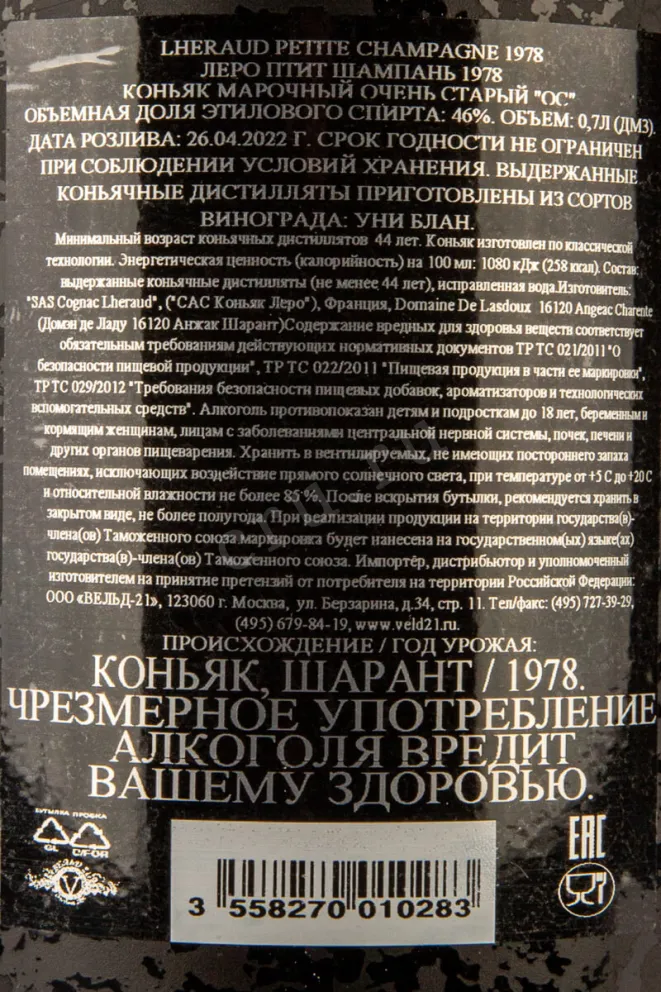 LHERAUD PETITE CHAMPAGNE 1978
ЛЕРО ПТИТ ШАМПАНЬ 1978
КОНЬЯК МАРОЧНЫЙ ОЧЕНЬ СТАРЫЙ "ОС"
ОБЪЕМНАЯ ДОЛЯ ЭТИЛОВОГО СПИРТА: 46%. ОБЪЕМ: 0,7Л (ДМ3).
ДАТА РОЗЛИВА: 26.04.2022 Г. СРОК ГОДНОСТИ НЕ ОГРАНИЧЕН
ПРИ СОБЛЮДЕНИИ УСЛОВИЙ ХРАНЕНИЯ. ВЫДЕРЖАННЫЕ
КОНЬЯЧНЫЕ ДИСТИЛЛЯТЫ ПРИГОТОВЛЕНЫ ИЗ СОРТОВ
ВИНОГРАДА: УНИ БЛАН.
Минимальный возраст коньячных дистиллятов 44 лет. Коньяк изготовлен по классической
технологии. Энергетическая ценность (калорийность) на 100 мл: 1080 кДж (258 ккал). Состав:
выдержанные коньячные дистилляты (не менее 44 лет), исправленная вода.Изготовитель:
"SAS Cognac Lheraud", ("САС Коньяк Леро"), Франция, Domaine De Lasdoux 16120 Angeac Charente
(Домэн де Ладу 16120 Анжак Шарант)Содержание вредных для здоровья веществ соответствует
обязательным требованиям действующих нормативных документов ТР ТС 021/2011 "О
безопасности пищевой продукции", ТР ТС 022/2011 "Пищевая продукция в части ее маркировки",
ТР ТС 029/2012 "Требования безопасности пищевых добавок, ароматизаторов и технологических
вспомогательных средств". Алкоголь противопоказан детям и подросткам до 18 лет, беременным и
кормящим женщинам, лицам с заболеваниями центральной нервной системы, почек, печени и
других органов пищеварения. Хранить в вентилируемых, не имеющих постороннего запаха
помещениях, исключающих воздействие прямого солнечного света, при температуре от +5 С до +20 С
и относительной влажности не более 85 %. После вскрытия бутылки, рекомендуется хранить в
закрытом виде, не более полугода. При реализации продукции на территории государства(в)-
члена(ов) Таможенного союза маркировка будет нанесена на государственном(ых) языке(ах)
государства(в)-члена(ов) Таможенного союза. Импортёр, дистрибьютор и уполномоченный
изготовителем на принятие претензий от потребителя на территории Российской Федерации:
ООО «ВЕЛЬД-21», 123060 г. Москва, ул. Берзарина, д.34, стр. 11. Тел/факс: (495) 727-39-29,
(495) 679-84-19, www.veld21.ru.
ПРОИСХОЖДЕНИЕ / ГОД УРОЖАЯ:
КОНЬЯК, ШАРАНТ / 1978.
ЧРЕЗМЕРНОЕ УПОТРЕБЛЕНИЕ
АЛКОГОЛЯ ВРЕДИТ
ВАШЕМУ ЗДОРОВЬЮ.
БУТЫЛКА ПРОБКА
GL C/FOR
V
EAC
3 558270 010283